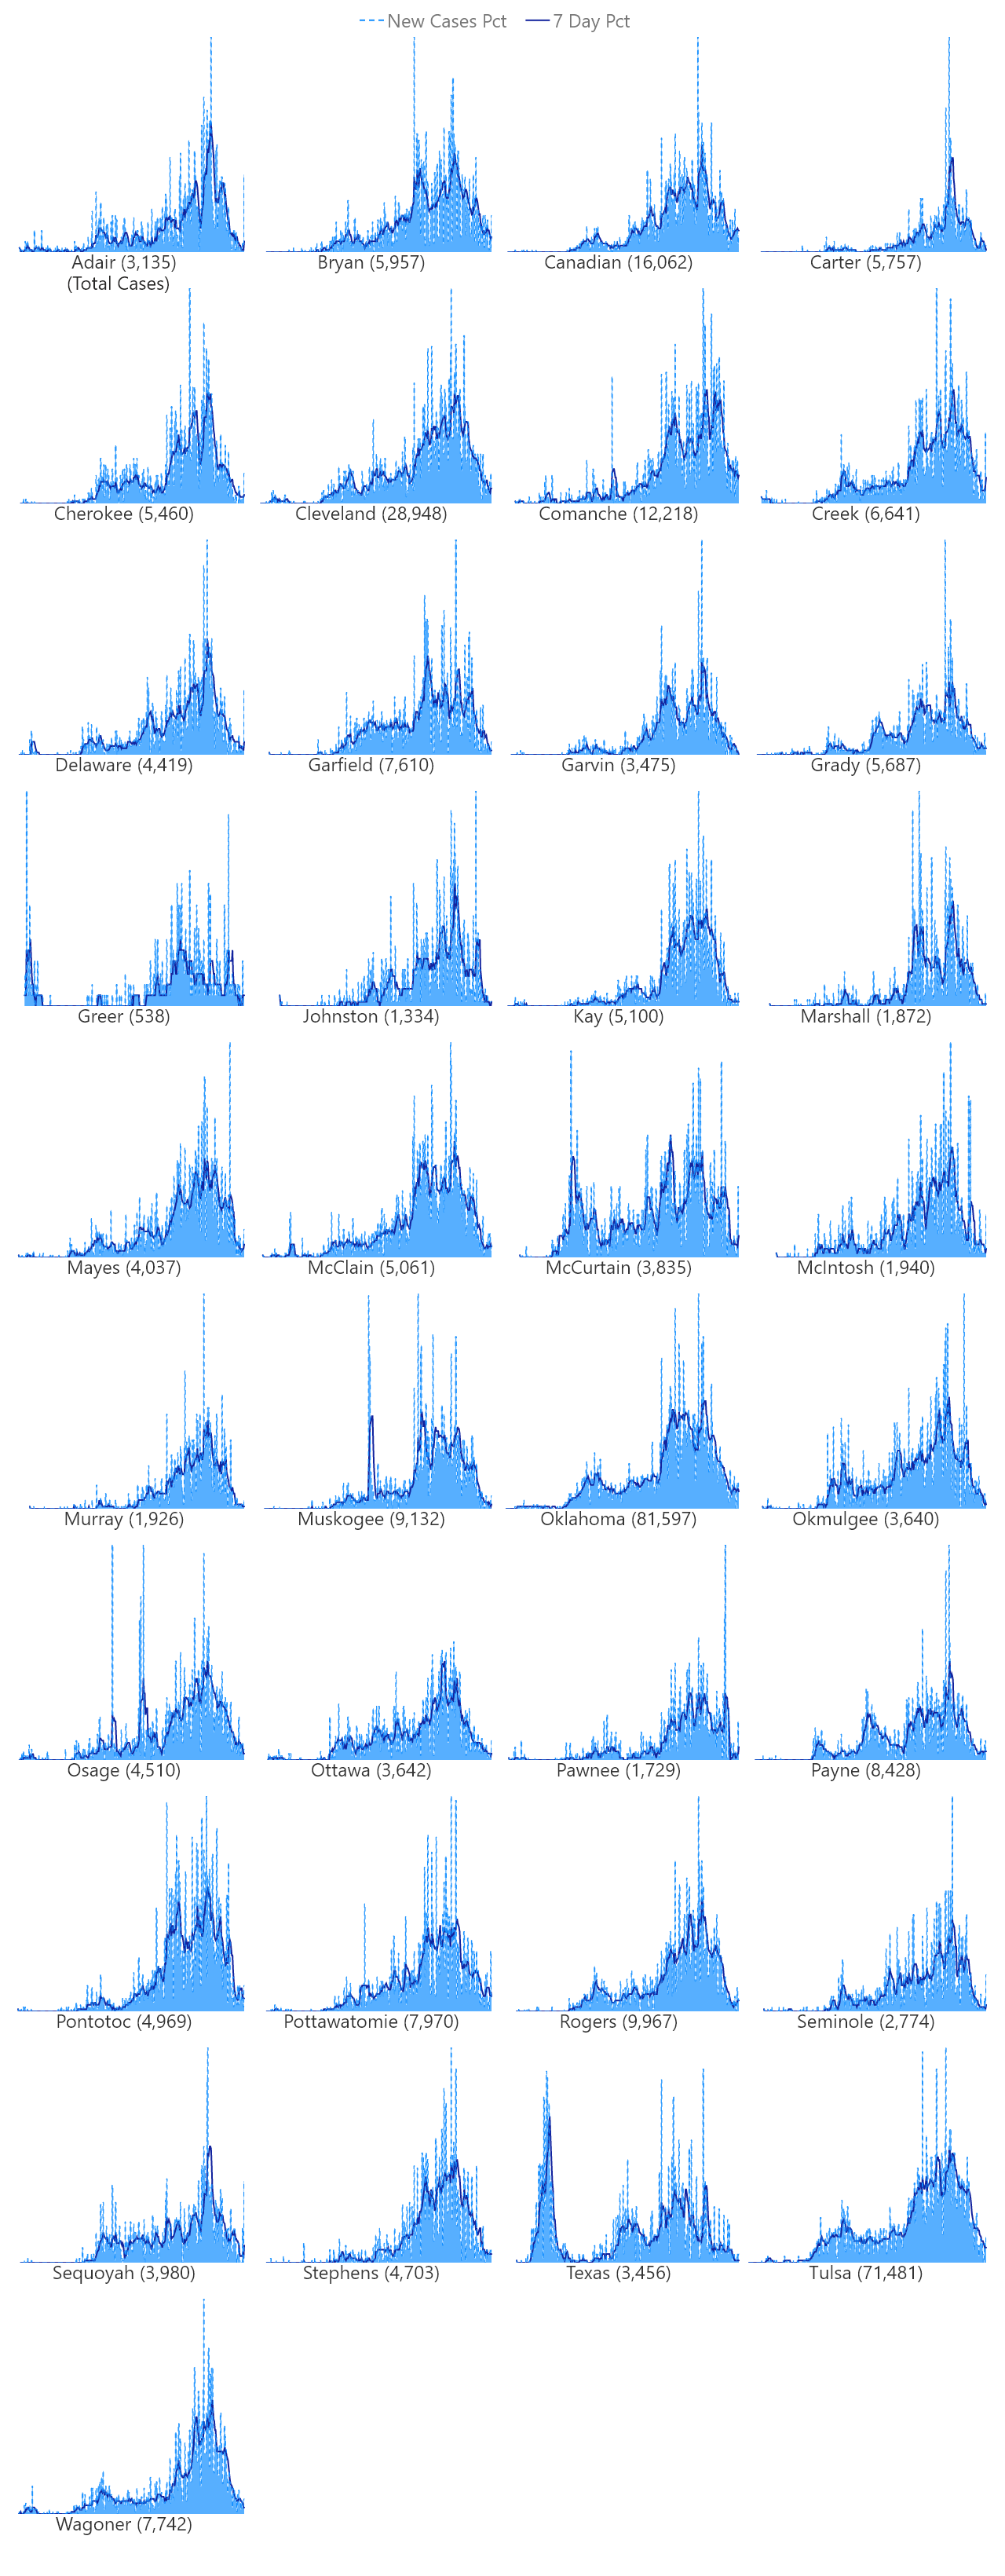 New Cases Pct 7 Day Pct
Adair (3,135) Bryan (5,957) Canadian (16,062) Carter (5,757)
(Total Cases)
Cherokee (5,460) Cleveland (28,948) Comanche (12,218) Creek (6,641)
Delaware (4,419) Garfield (7,610) Garvin (3,475) Grady (5,687)
Greer (538) Johnston (1,334) Kay (5,100) Marshall (1,872)
Mayes (4,037) McClain (5,061) McCurtain (3,835) McIntosh (1,940)
Murray (1,926) Muskogee (9,132) Oklahoma (81,597) Okmulgee (3,640)
Osage (4,510) Ottawa (3,642) Pawnee (1,729) Payne (8,428)
Pontotoc (4,969) Pottawatomie (7,970) Rogers (9,967) Seminole (2,774)
Sequoyah (3,980) Stephens (4,703) Texas (3,456) Tulsa (71,481)
Wagoner (7,742)